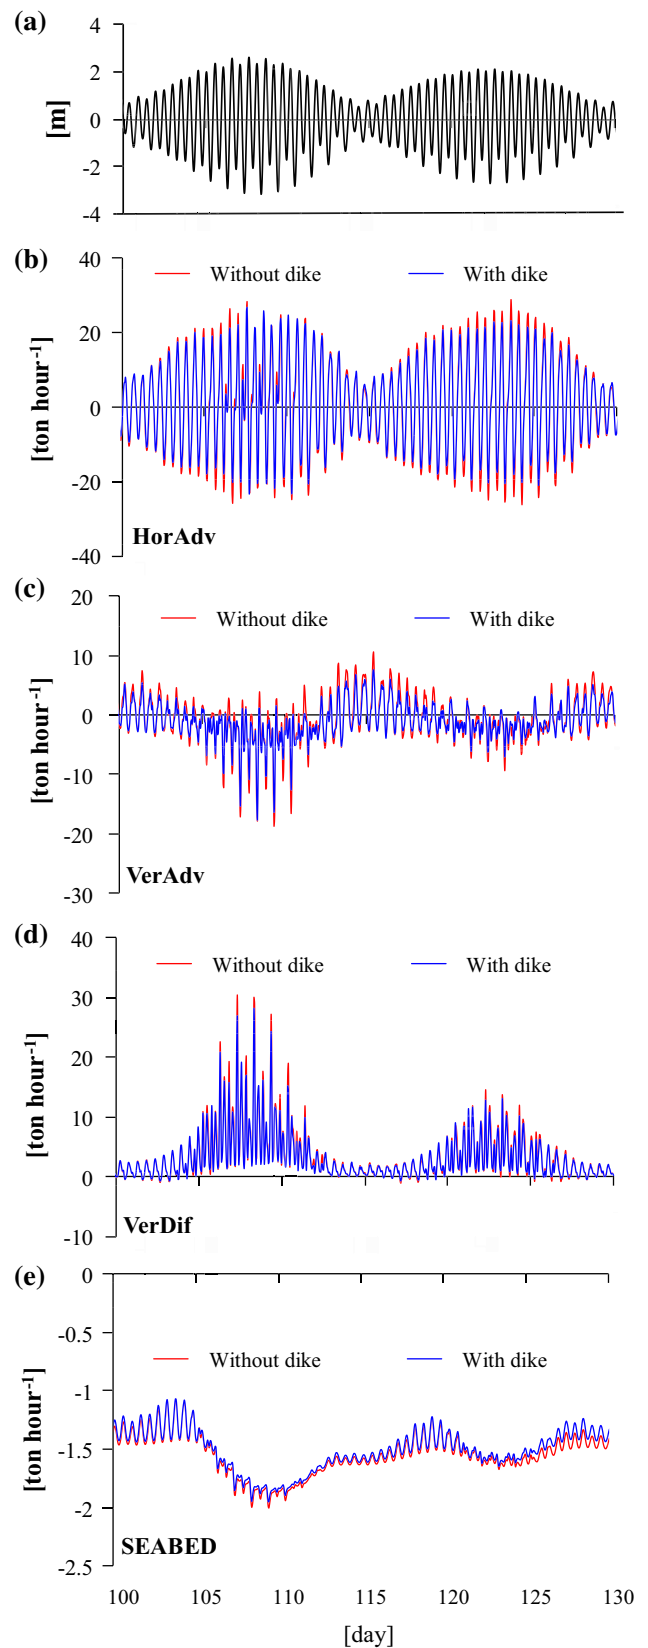 (a)
4
2
0
-2
-4
[m]
(b)
40
20
0
-20
-40
[ton hour-1]
Without dike
With dike
HorAdv
(c)
20
10
0
-10
-20
-30
[ton hour-1]
Without dike
With dike
VerAdv
(d)
40
30
20
10
0
-10
[ton hour-1]
Without dike
With dike
VerDif
(e)
0
-0.5
-1
-1.5
-2
-2.5
[ton hour-1]
Without dike
With dike
SEABED
100 105 110 115 120 125 130
[day]